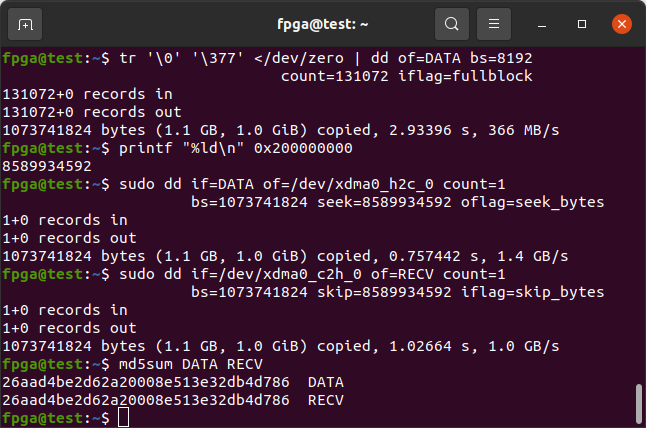 fpga@test: ~
fpga@test:~$ tr '\0' '\377' </dev/zero | dd of=DATA bs=8192
count=131072 iflag=fullblock
131072+0 records in
131072+0 records out
1073741824 bytes (1.1 GB, 1.0 GiB) copied, 2.93396 s, 366 MB/s
fpga@test:~$ printf "%ld\n" 0x200000000
8589934592
fpga@test:~$ sudo dd if=DATA of=/dev/xdma0_h2c_0 count=1
bs=1073741824 seek=8589934592 oflag=seek_bytes
1+0 records in
1+0 records out
1073741824 bytes (1.1 GB, 1.0 GiB) copied, 0.757442 s, 1.4 GB/s
fpga@test:~$ sudo dd if=/dev/xdma0_c2h_0 of=RECV count=1
bs=1073741824 skip=8589934592 iflag=skip_bytes
1+0 records in
1+0 records out
1073741824 bytes (1.1 GB, 1.0 GiB) copied, 1.02664 s, 1.0 GB/s
fpga@test:~$ md5sum DATA RECV
26aad4be2d62a20008e513e32db4d786  DATA
26aad4be2d62a20008e513e32db4d786  RECV
fpga@test:~$